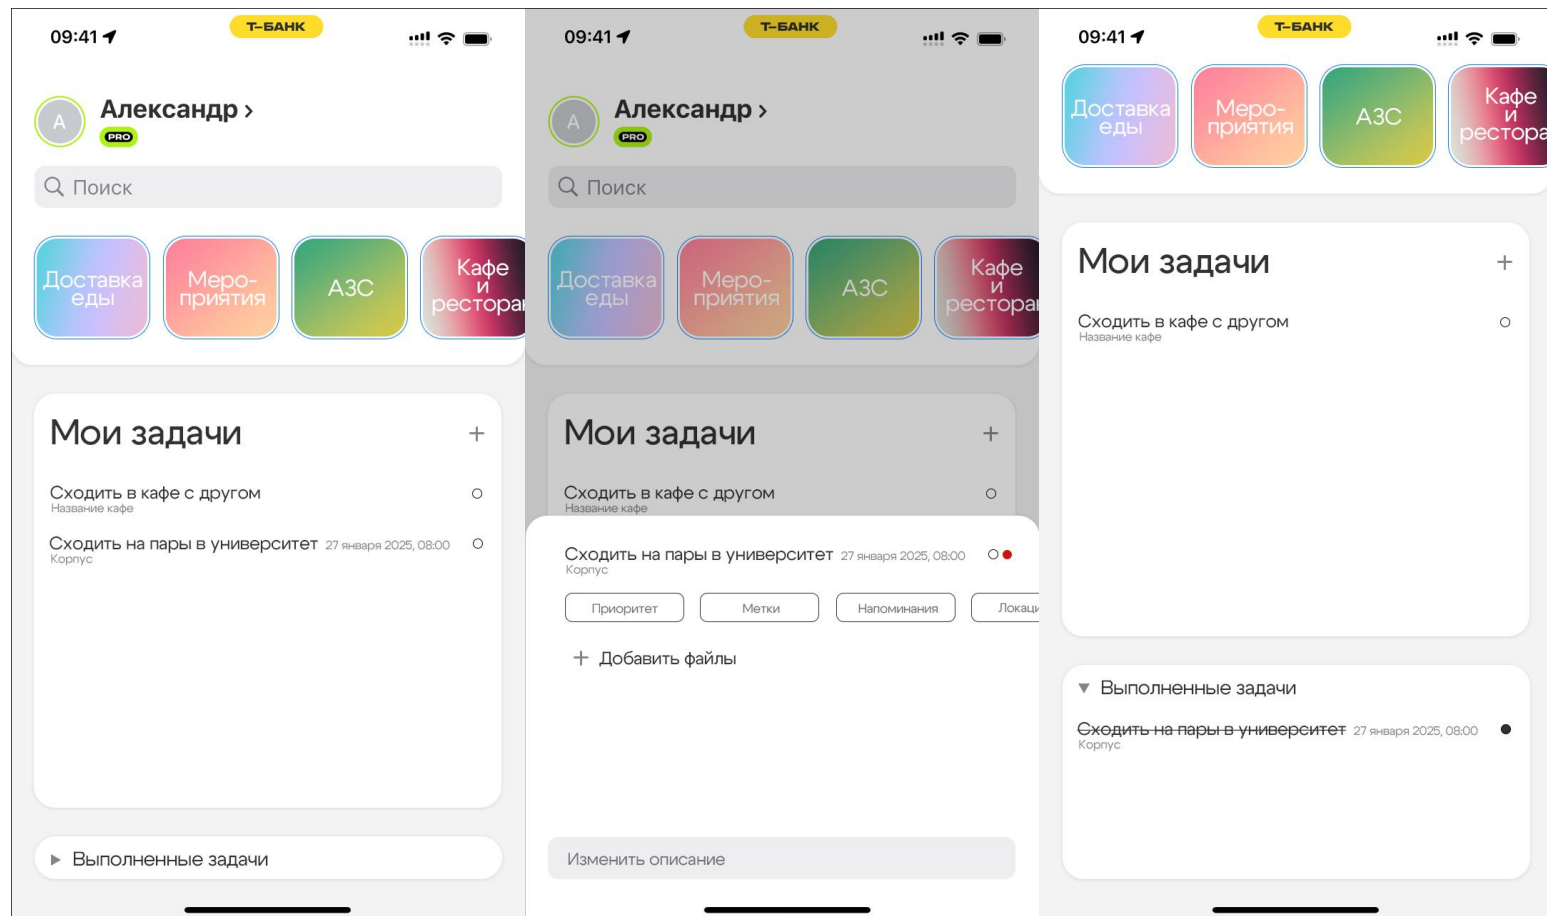 09:41
Т-БАНК
А
Александр ›
PRO
Поиск
Доставка
еды
Меро-
приятия
АЗС
Кафе
и
рестора
Мои задачи
+
Сходить в кафе с другом
Название кафе
Сходить на пары в университет 27 января 2025, 08:00
Корпус
Выполненные задачи
09:41
Т-БАНК
А
Александр ›
PRO
Поиск
Доставка
еды
Меро-
приятия
АЗС
Кафе
и
рестора
Мои задачи
+
Сходить в кафе с другом
Название кафе
Сходить на пары в университет 27 января 2025, 08:00
Корпус
Приоритет
Метки
Напоминания
Локаци
+ Добавить файлы
Изменить описание
09:41
Т-БАНК
Доставка
еды
Меро-
приятия
АЗС
Кафе
и
рестора
Мои задачи
+
Сходить в кафе с другом
Название кафе
Выполненные задачи
Сходить на пары в университет 27 января 2025, 08:00
Корпус